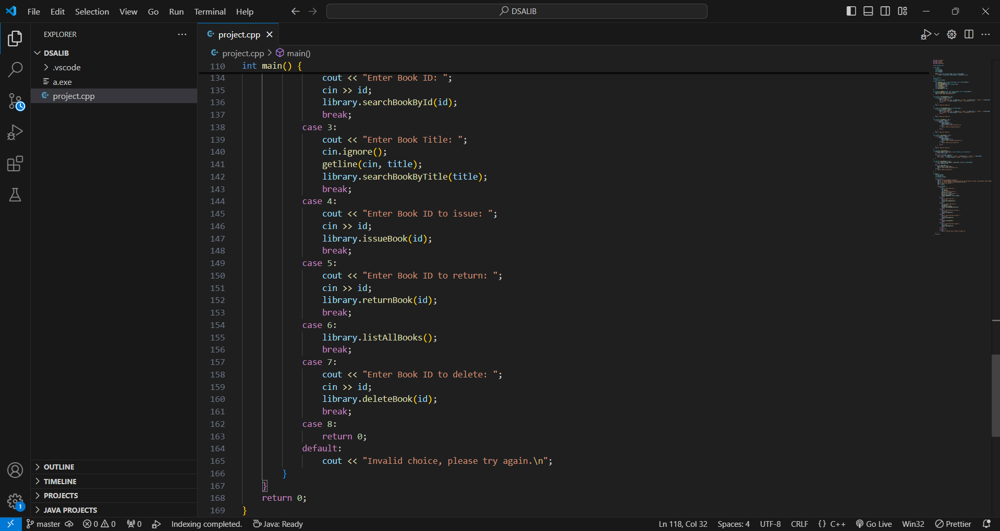 File Edit Selection View Go Run Terminal Help
DSALIB
EXPLORER
DSALIB
.vscode
a.exe
project.cpp
OUTLINE
TIMELINE
PROJECTS
JAVA PROJECTS
project.cpp
project.cpp > main()
110 int main() {
134 cout << "Enter Book ID: ";
135 cin >> id;
136 library.searchBookById(id);
137 break;
138 case 3:
139 cout << "Enter Book Title: ";
140 cin.ignore();
141 getline(cin, title);
142 library.searchBookByTitle(title);
143 break;
144 case 4:
145 cout << "Enter Book ID to issue: ";
146 cin >> id;
147 library.issueBook(id);
148 break;
149 case 5:
150 cout << "Enter Book ID to return: ";
151 cin >> id;
152 library.returnBook(id);
153 break;
154 case 6:
155 library.listAllBooks();
156 break;
157 case 7:
158 cout << "Enter Book ID to delete: ";
159 cin >> id;
160 library.deleteBook(id);
161 break;
162 case 8:
163 return 0;
164 default:
165 cout << "Invalid choice, please try again.\n";
166 }
167 }
168 return 0;
169 }
1
master 0 0 0 Indexing completed. Java: Ready Ln 118, Col 32 Spaces: 4 UTF-8 CRLF {} C++ Go Live Win32 Prettier